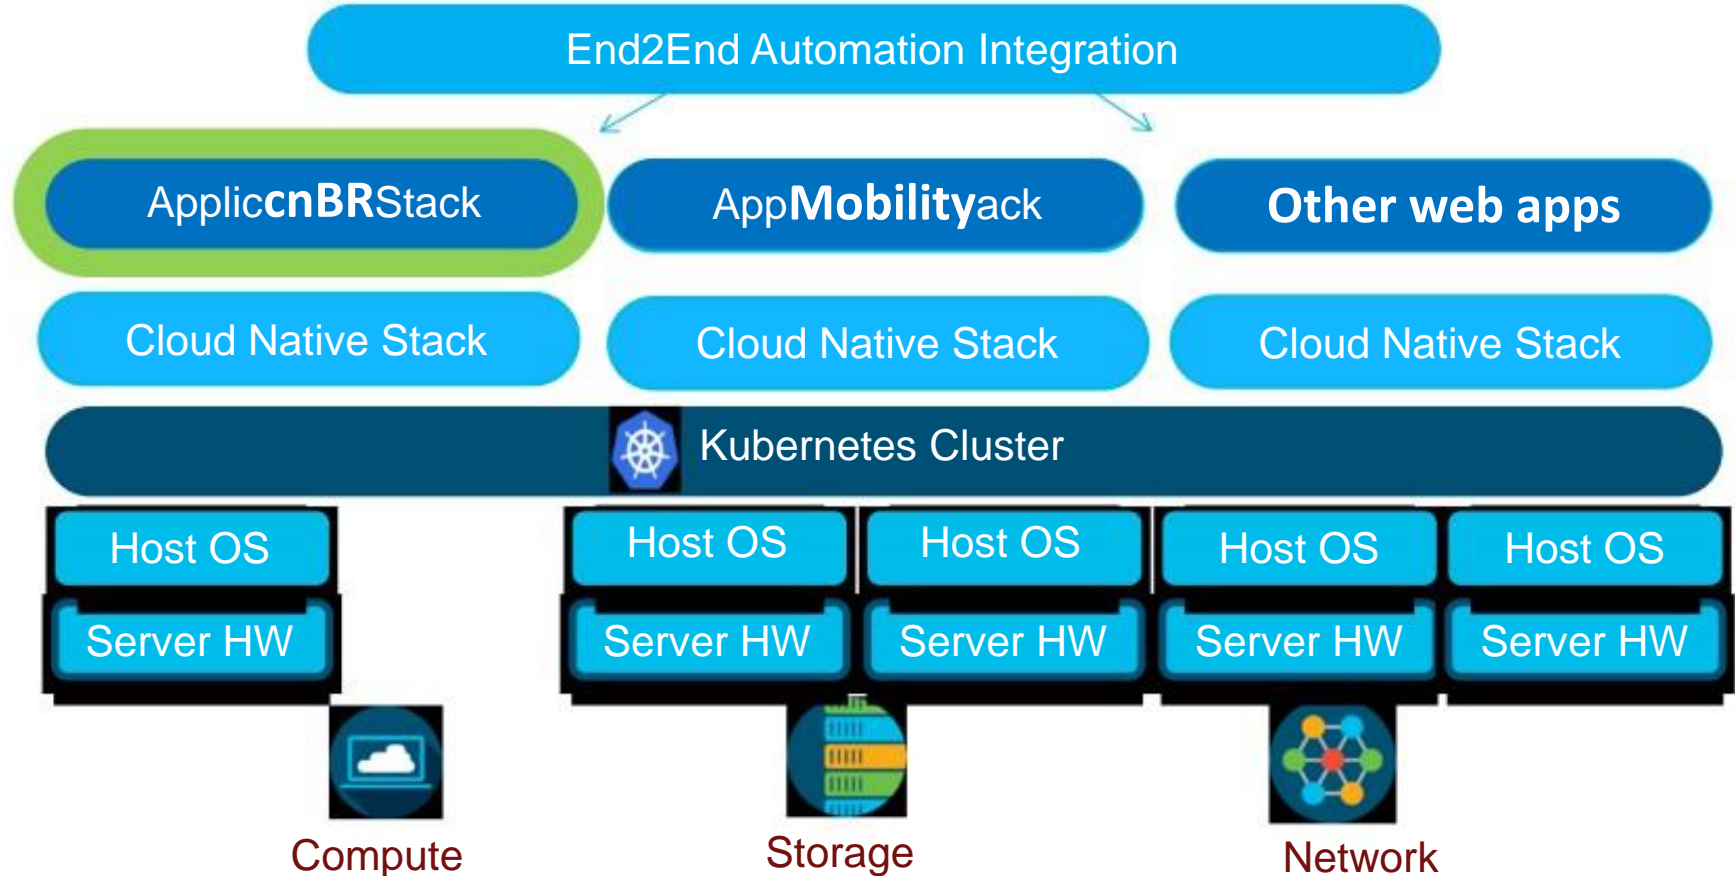 End2End Automation Integration
AppliccnBRStack
AppMobilityack
Other web apps
Cloud Native Stack
Cloud Native Stack
Cloud Native Stack
Kubernetes Cluster
Host OS
Host OS
Host OS
Host OS
Host OS
Server HW
Server HW
Server HW
Server HW
Server HW
Compute
Storage
Network